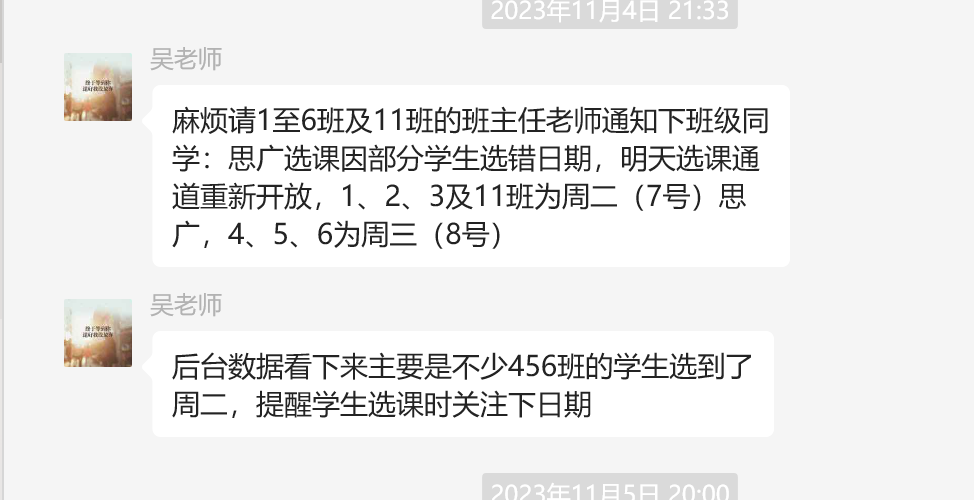 2023年11月4日 21:33
吴老师
麻烦请1至6班及11班的班主任老师通知下班级同
学：思广选课因部分学生选错日期，明天选课通
道重新开放，1、2、3及11班为周二（7号）思
广，4、5、6为周三（8号）
吴老师
后台数据看下来主要是不少456班的学生选到了
周二，提醒学生选课时关注下日期
2023年11月5日 20:00